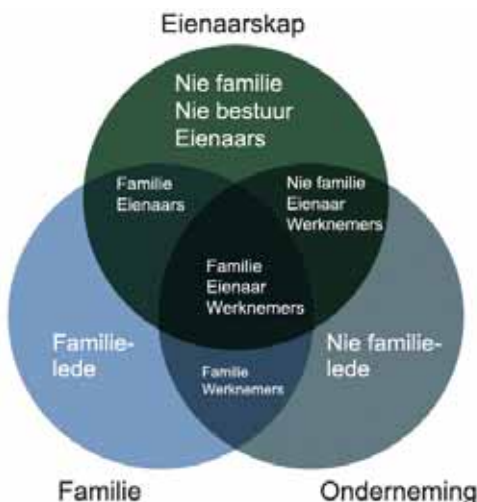 Eienaarskap
Nie familie
Nie bestuur
Eienaars
Familie
Eienaars
Nie familie
Eienaar
Werknemers
Familie
Eienaar
Werknemers
Familie-
lede
Nie familie-
lede
Familie
Werknemers
Familie
Onderneming